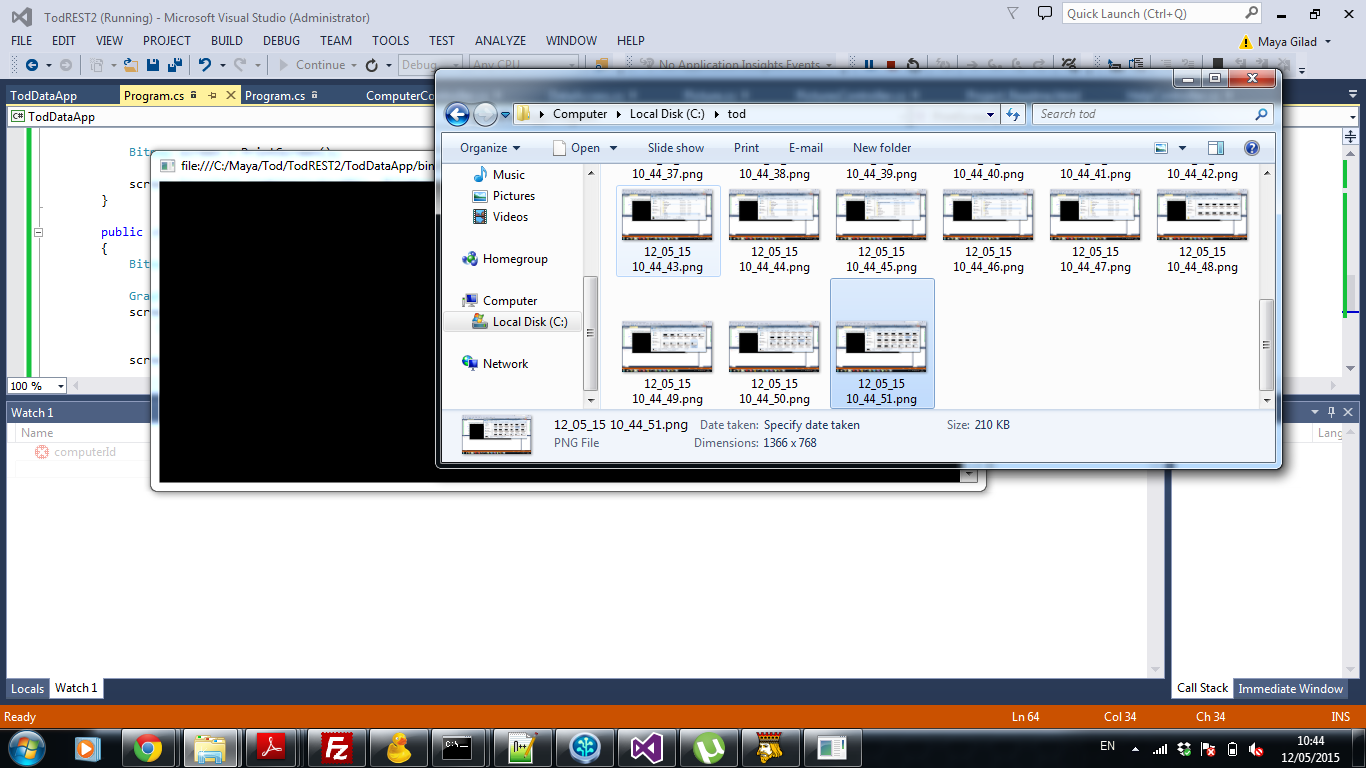 TodREST2 (Running) - Microsoft Visual Studio (Administrator)
Quick Launch (Ctrl+Q)
FILE EDIT VIEW PROJECT BUILD DEBUG TEAM TOOLS TEST ANALYZE WINDOW HELP
Maya Gilad
Continue
Debug
Any CPU
No Application Insights Events
TodDataApp
Program.cs
Program.cs
TodDataApp
Computer
Local Disk (C:)
tod
Search tod
Organize
Open
Slide show
Print
E-mail
New folder
file:///C:/Maya/Tod/TodREST2/TodDataApp/bin
}
public
{
100 %
Music
Pictures
Videos
Homegroup
Computer
Local Disk (C:)
Network
10_44_37.png
10_44_38.png
10_44_39.png
10_44_40.png
10_44_41.png
10_44_42.png
12_05_15
10_44_43.png
12_05_15
10_44_44.png
12_05_15
10_44_45.png
12_05_15
10_44_46.png
12_05_15
10_44_47.png
12_05_15
10_44_48.png
12_05_15
10_44_49.png
12_05_15
10_44_50.png
12_05_15
10_44_51.png
12_05_15 10_44_51.png
Date taken: Specify date taken
Size: 210 KB
PNG File
Dimensions: 1366 x 768
Watch 1
Name
computerId
Lang
Locals
Watch 1
Call Stack
Immediate Window
Ready
Ln 64
Col 34
Ch 34
INS
EN
10:44
12/05/2015